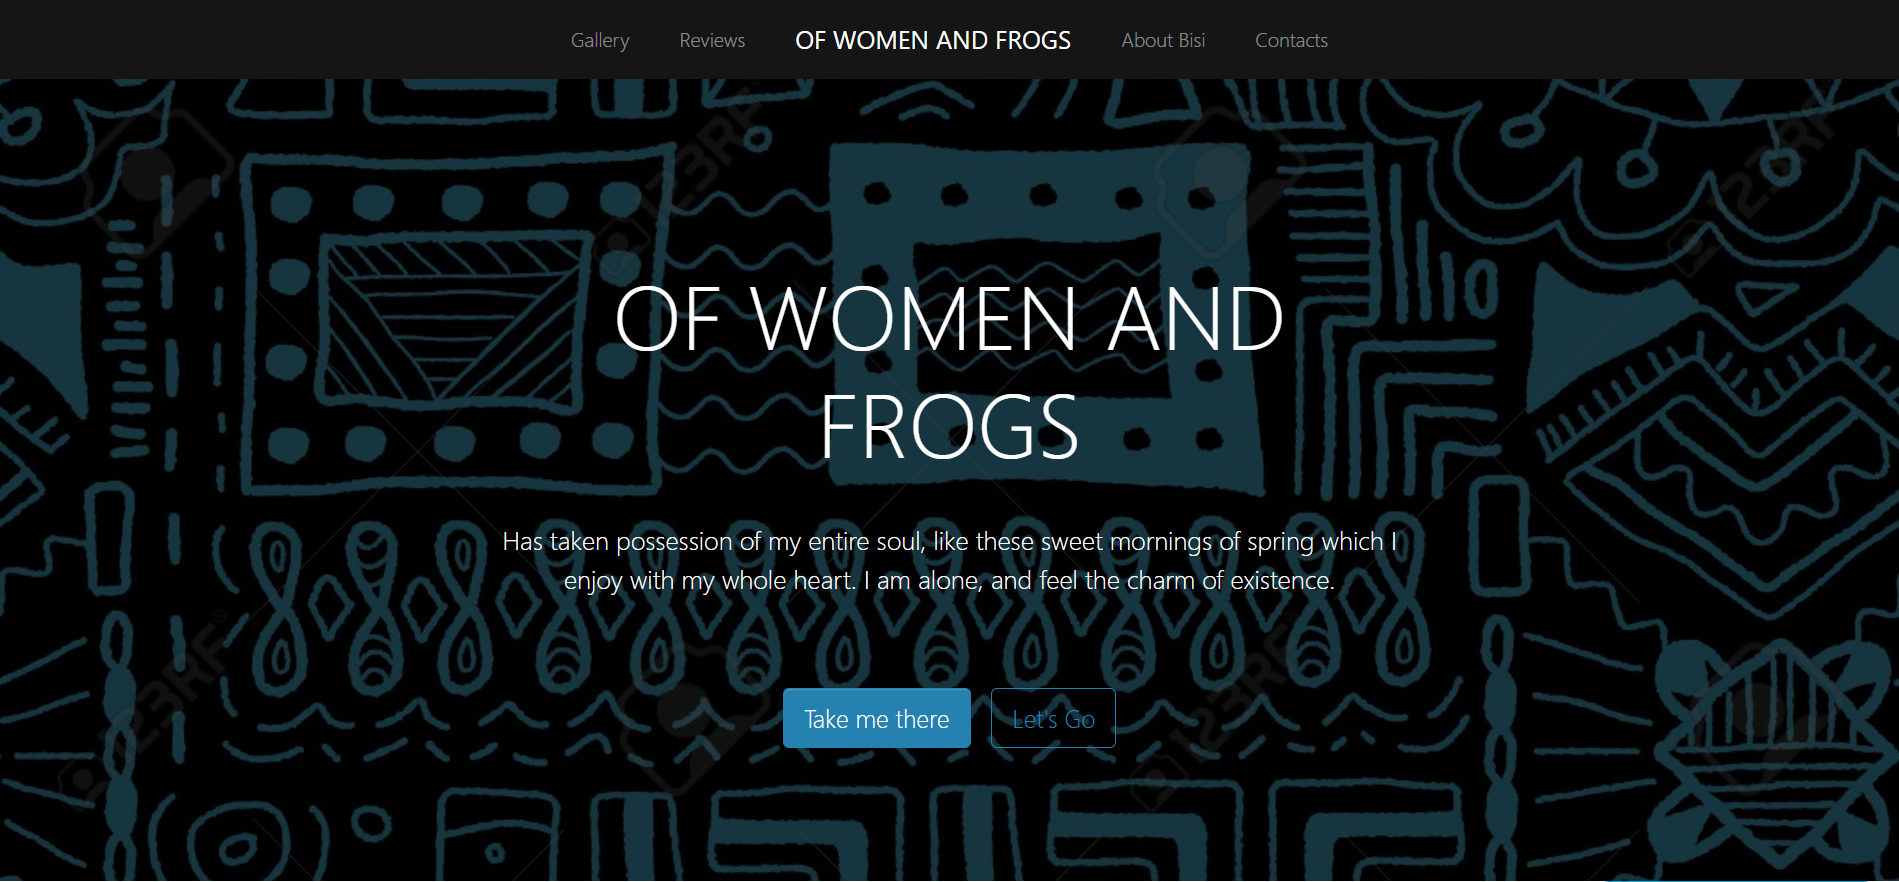 Gallery Reviews OF WOMEN AND FROGS About Bisi Contacts
OF WOMEN AND
FROGS
Has taken possession of my entire soul, like these sweet mornings of spring which I
enjoy with my whole heart. I am alone, and feel the charm of existence.
Take me there Let's Go
123RF®
123RF
123RF®
123RF®